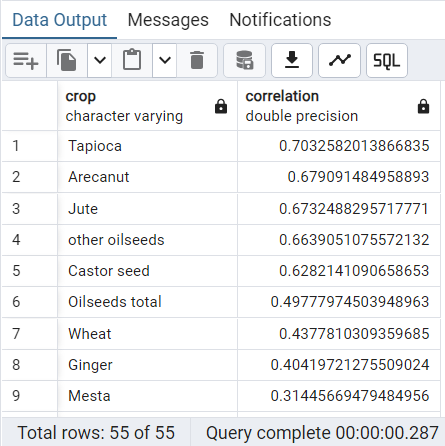 Data Output Messages Notifications
SQL
crop correlation
character varying double precision
1 Tapioca 0.7032582013866835
2 Arecanut 0.679091484958893
3 Jute 0.6732488295717771
4 other oilseeds 0.6639051075572132
5 Castor seed 0.6282141090658653
6 Oilseeds total 0.49777974503948963
7 Wheat 0.4377810309359685
8 Ginger 0.40419721275509024
9 Mesta 0.31445669479484956
Total rows: 55 of 55 Query complete 00:00:00.287